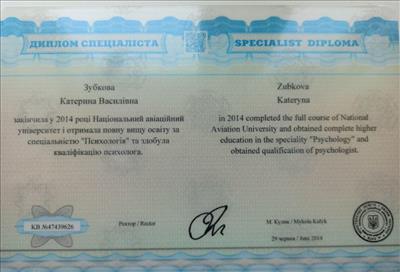 ДИПЛОМ СПЕЦІАЛІСТА
SPECIALIST DIPLOMA
Зубкова
Катерина Василівна
закінчила у 2014 році Національний авіаційний
університет і отримала повну вищу освіту за
спеціальністю "Психологія" та здобула
кваліфікацію психолога.
Zubkova
Kateryna
in 2014 completed the full course of National
Aviation University and obtained complete higher
education in the speciality "Psychology" and
obtained qualification of psychologist.
КВ №47439626
Ректор / Rector
М. Кулик / Mykola Kulyk
29 червня / June 2014